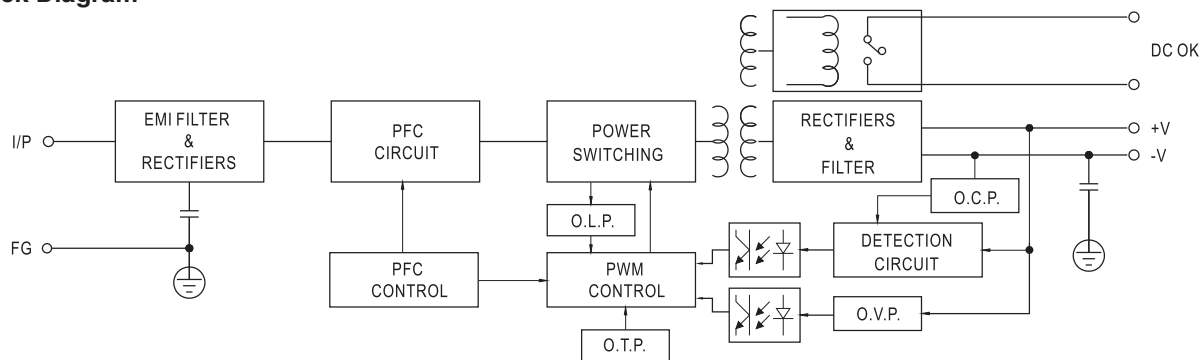 Diagram
DC OK
I/P
EMI FILTER
&
RECTIFIERS
PFC
CIRCUIT
POWER
SWITCHING
RECTIFIERS
&
FILTER
+V
-V
O.C.P.
O.L.P.
FG
PFC
CONTROL
PWM
CONTROL
DETECTION
CIRCUIT
O.V.P.
O.T.P.